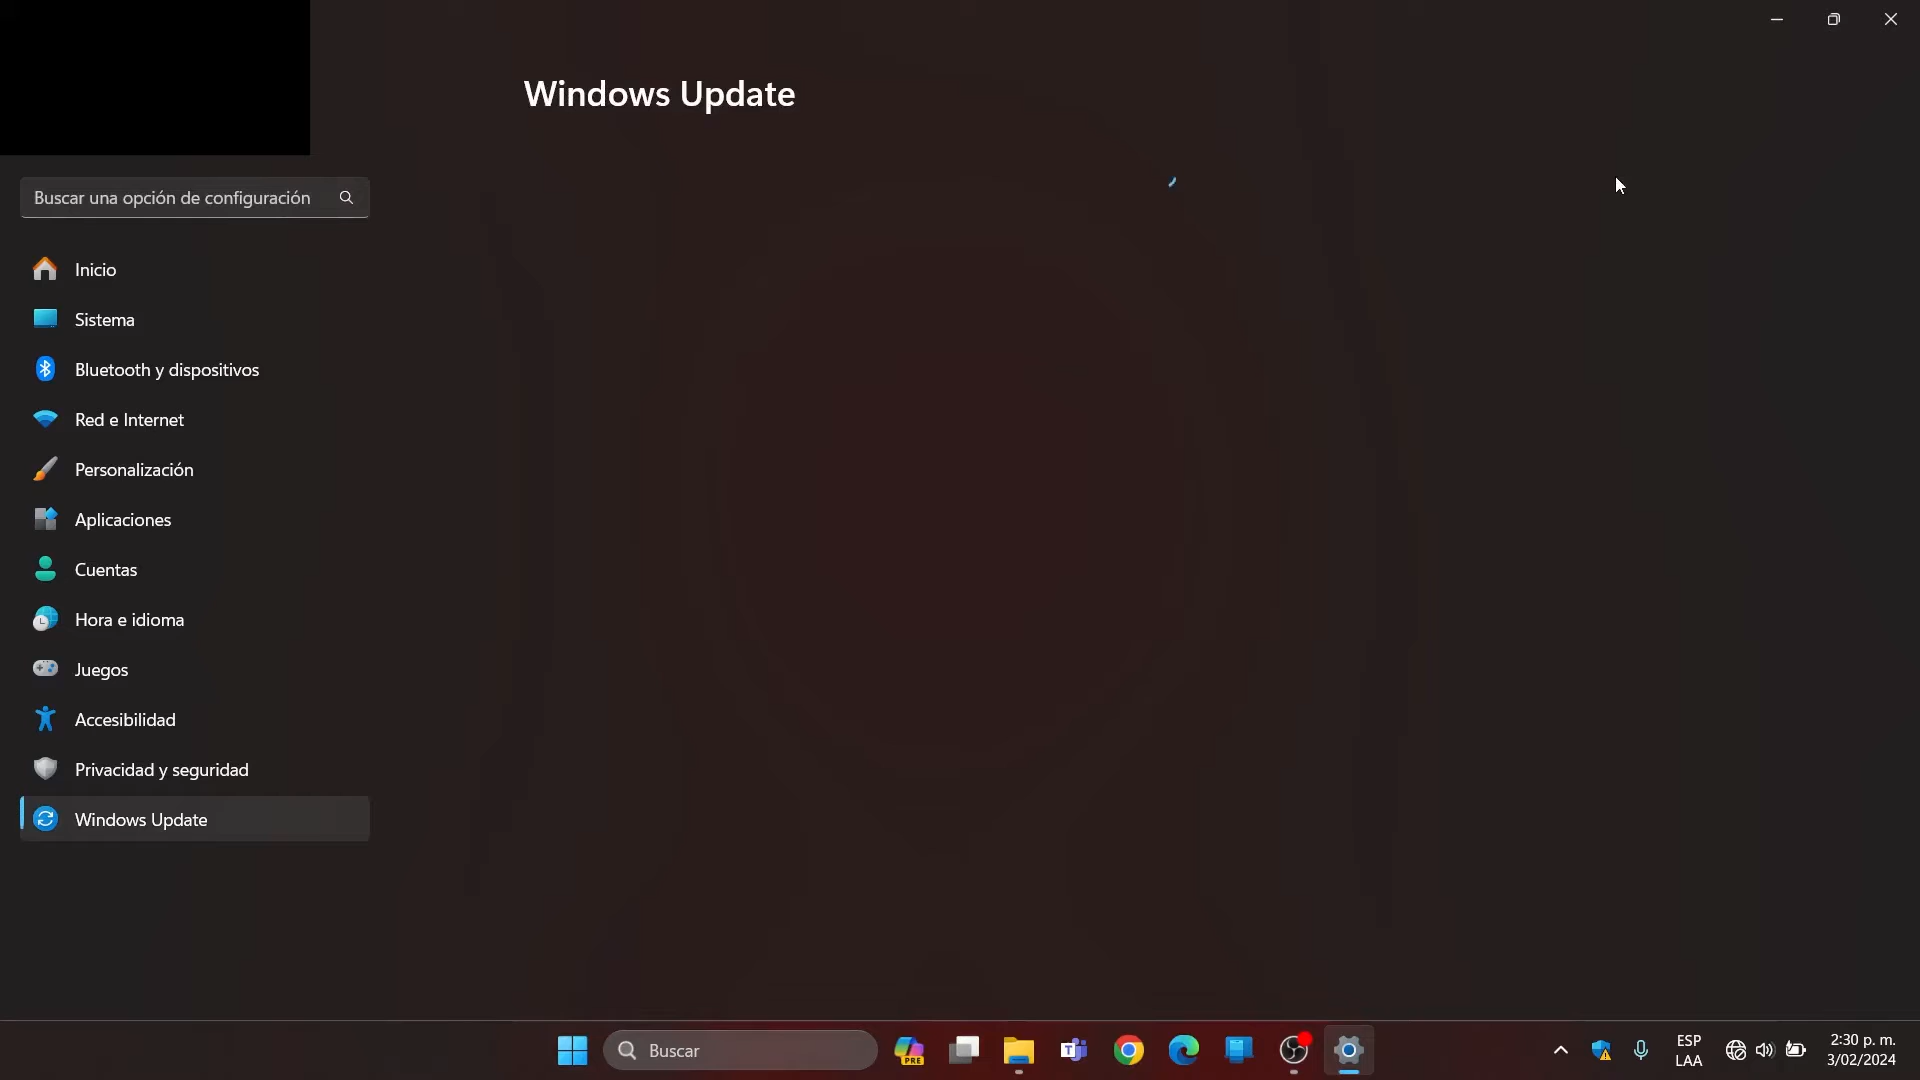 Windows Update
Buscar una opción de configuración
Inicio
Sistema
Bluetooth y dispositivos
Red e Internet
Personalización
Aplicaciones
Cuentas
Hora e idioma
Juegos
Accesibilidad
Privacidad y seguridad
Windows Update
Buscar
PRE
ESP
LAA
2:30 p. m.
3/02/2024